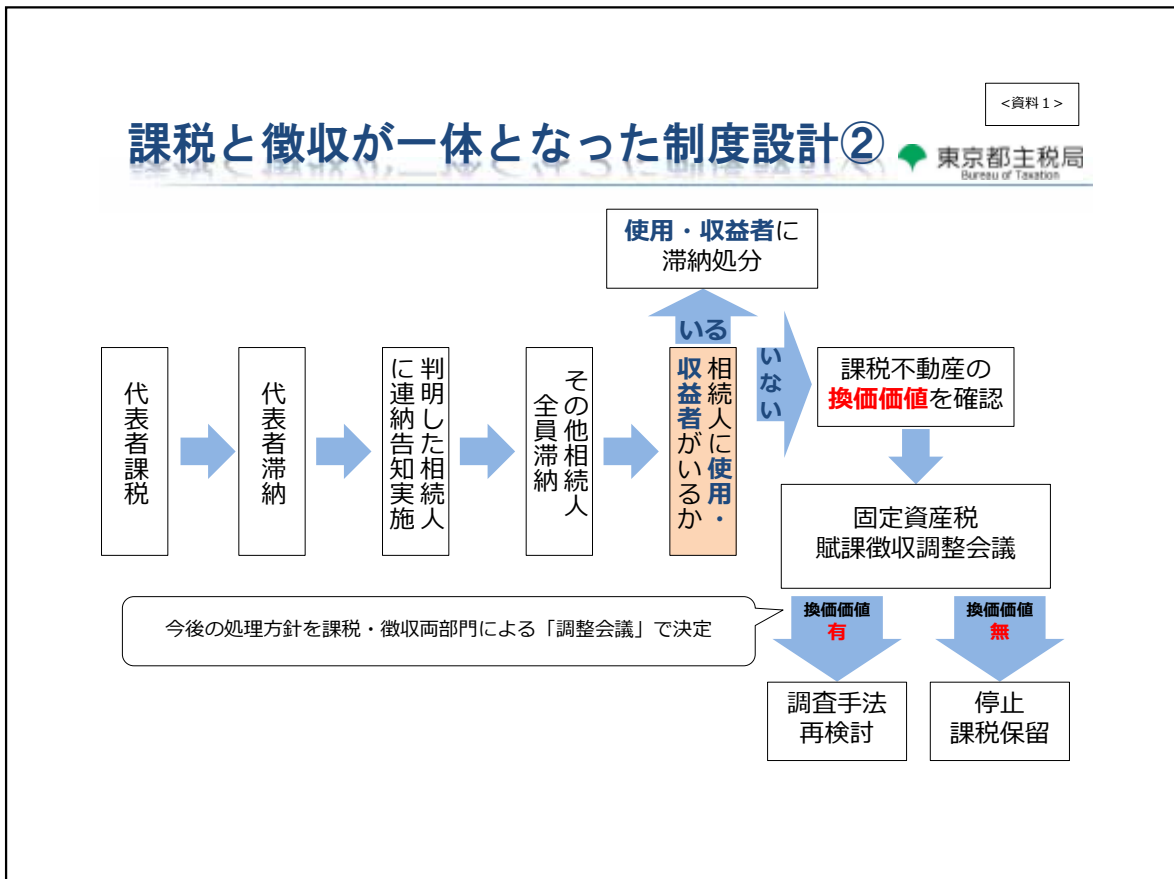 <資料1>
課税と徴収が一体となった制度設計②
東京都主税局
Bureau of Taxation
使用・収益者に
滞納処分
いる
いない
代表者課税
代表者滞納
判明した相続人
に連納告知実施
その他相続人
全員滞納
相続人に使用・
収益者がいるか
課税不動産の
換価価値を確認
固定資産税
賦課徴収調整会議
今後の処理方針を課税・徴収両部門による「調整会議」で決定
換価価値
有
換価価値
無
調査手法
再検討
停止
課税保留